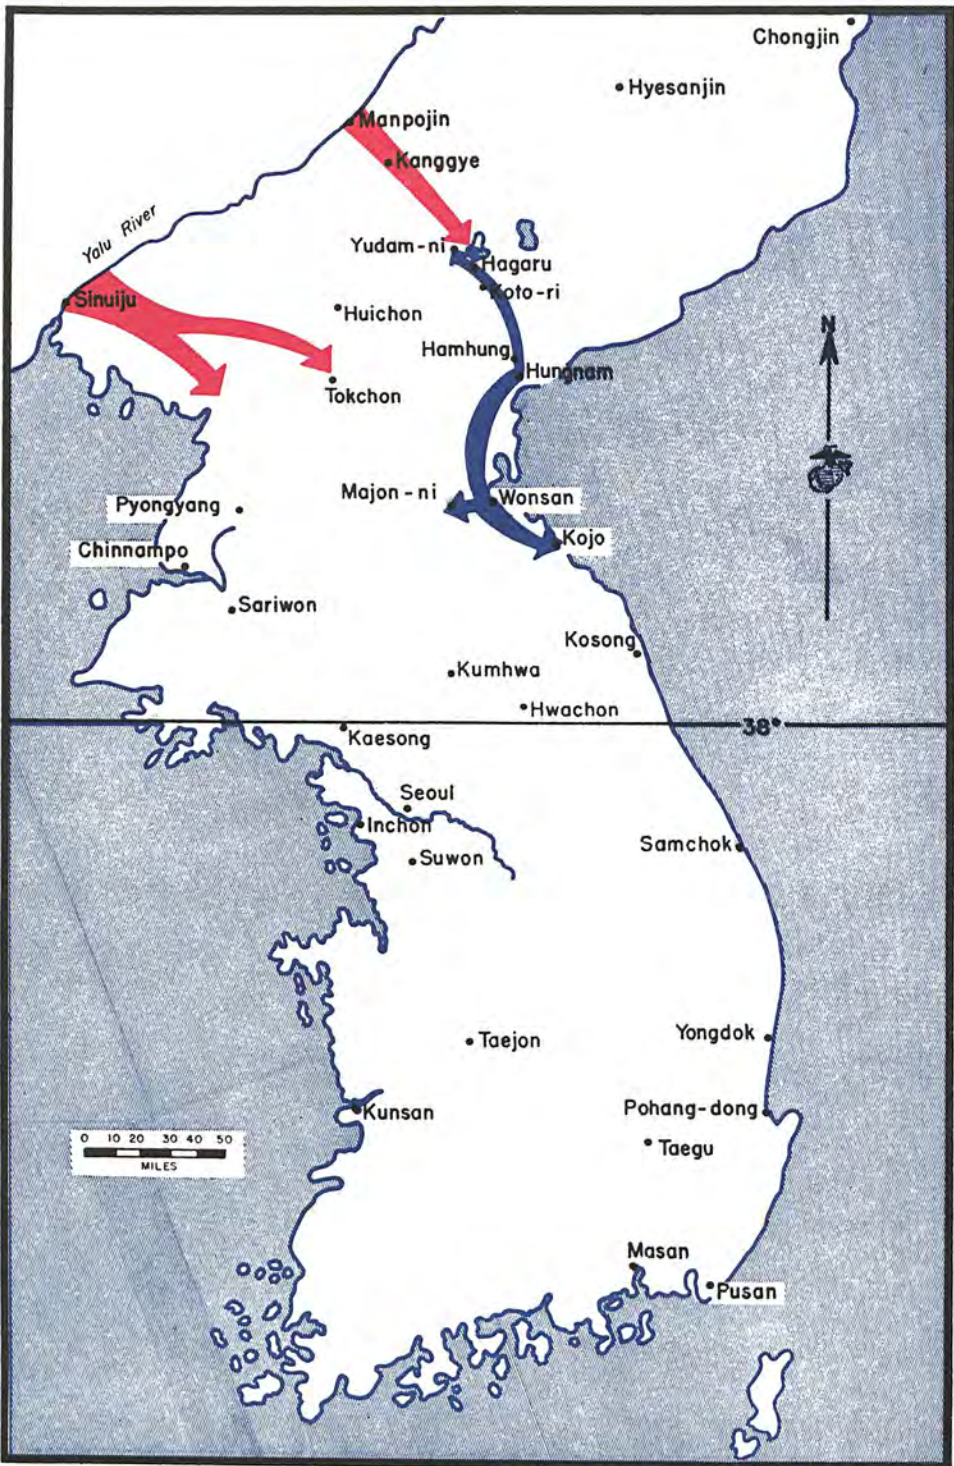 Chongjin
Hyesanjin
Manpojin
Kanggye
Yalu River
Yudam-ni
Hagaru
Koto-ri
Sinuiju
Huichon
N
Hamhung
Hungnam
Tokchon
Majon-ni
Wonsan
Pyongyang
Kojo
Chinnampo
Sariwon
Kosong
Kumhwa
Hwachon
38°
Kaesong
Seoul
Inchon
Suwon
Samchok
Taejon
Yongdok
Kunsan
Pohang-dong
0 10 20 30 40 50
MILES
Taegu
Masan
Pusan